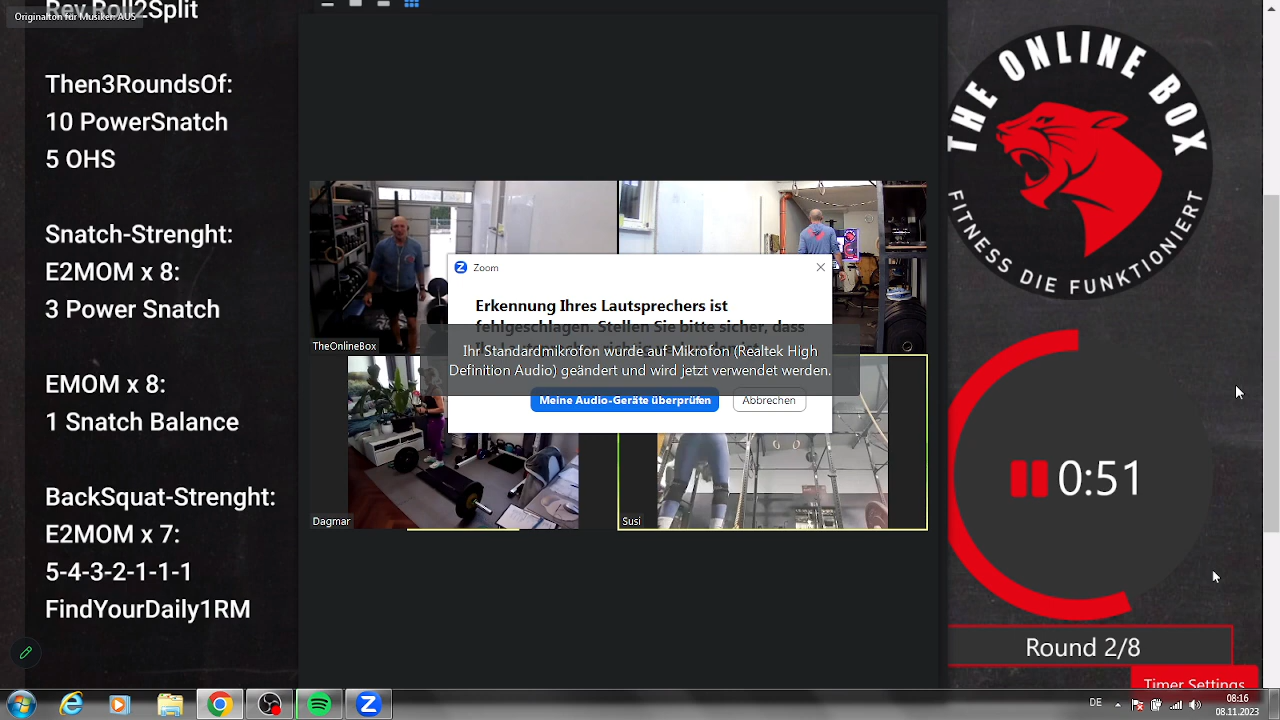 Rev.Roll2Split
Originalton für Musiker: AUS
Then3RoundsOf:
10 PowerSnatch
5 OHS
Snatch-Strenght:
E2MOM x 8:
3 Power Snatch
EMOM x 8:
1 Snatch Balance
BackSquat-Strenght:
E2MOM x 7:
5-4-3-2-1-1-1
FindYourDaily1RM
TheOnlineBox
Zoom
Erkennung Ihres Lautsprechers ist
fehlgeschlagen. Stellen Sie bitte sicher, dass
Ihr Standardmikrofon wurde auf Mikrofon (Realtek High
Definition Audio) geändert und wird jetzt verwendet werden.
Meine Audio-Geräte überprüfen
Abbrechen
Dagmar
Susi
THE ONLINE BOX
FITNESS DIE FUNKTIONIERT
0:51
Round 2/8
Timer Settings
DE
08:16
08.11.2023